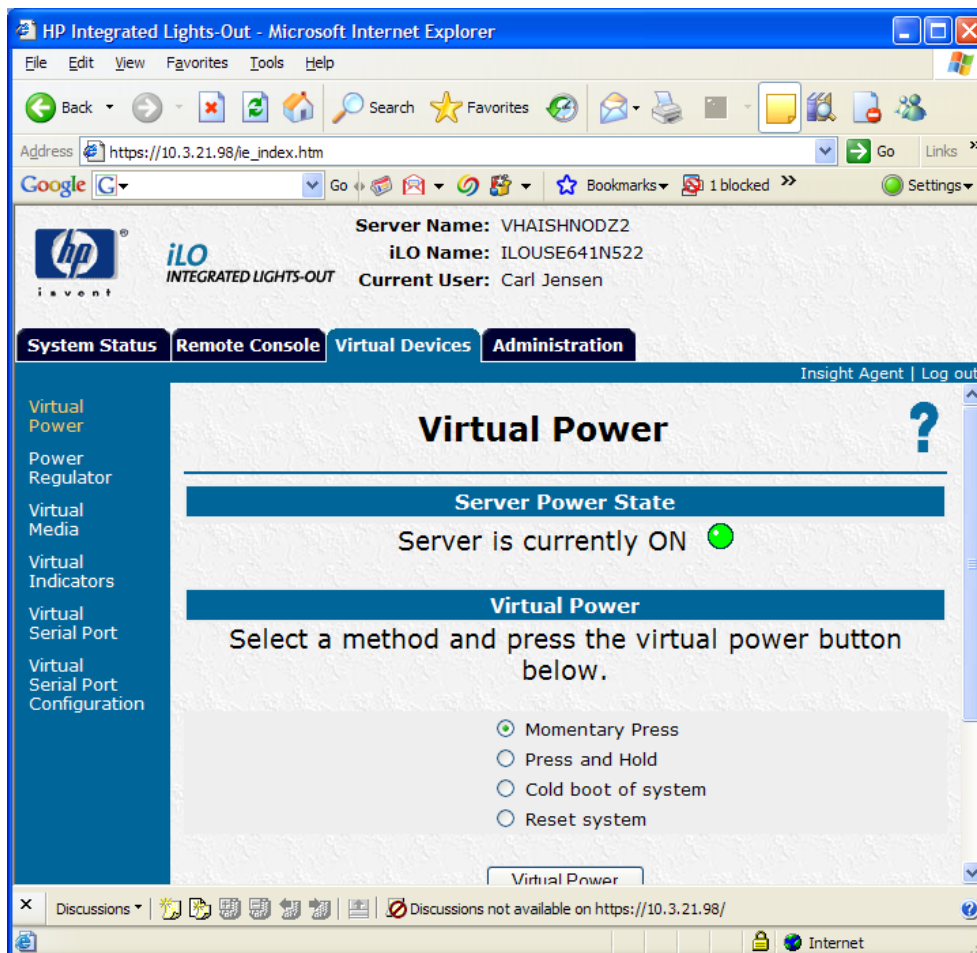 HP Integrated Lights-Out - Microsoft Internet Explorer
File Edit View Favorites Tools Help
Back Search Favorites
Address https://10.3.21.98/ie_index.htm Go Links »
Google G Go Bookmarks 1 blocked » Settings
hp
invent
iLO
INTEGRATED LIGHTS-OUT
Server Name: VHAISHNODZ2
iLO Name: ILOUSE641N522
Current User: Carl Jensen
System Status Remote Console Virtual Devices Administration
Insight Agent | Log out
Virtual
Power
Power
Regulator
Virtual
Media
Virtual
Indicators
Virtual
Serial Port
Virtual
Serial Port
Configuration
Virtual Power
?
Server Power State
Server is currently ON
Virtual Power
Select a method and press the virtual power button
below.
Momentary Press
Press and Hold
Cold boot of system
Reset system
Virtual Power
Discussions Discussions not available on https://10.3.21.98/
Internet